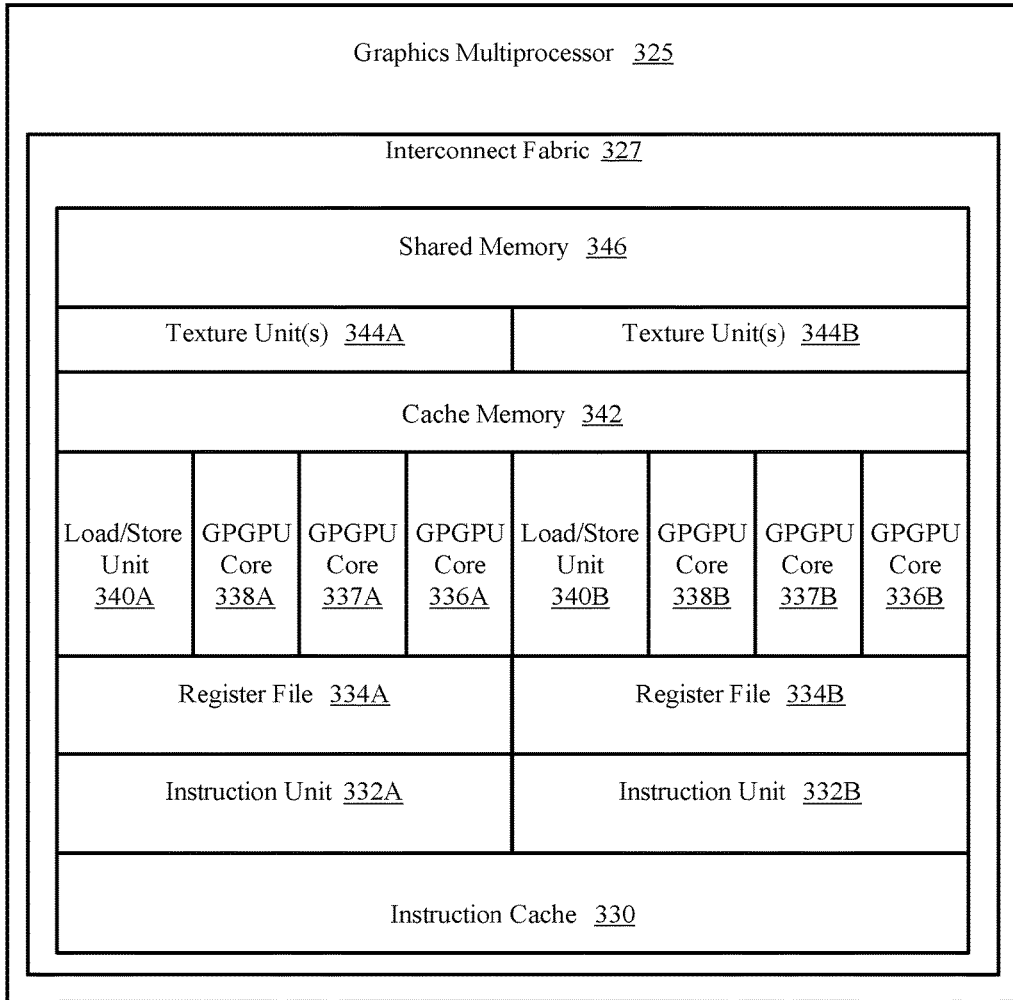 Graphics Multiprocessor 325
Interconnect Fabric 327
Shared Memory 346
Texture Unit(s) 344A
Texture Unit(s) 344B
Cache Memory 342
Load/Store
Unit
340A
GPGPU
Core
338A
GPGPU
Core
337A
GPGPU
Core
336A
Load/Store
Unit
340B
GPGPU
Core
338B
GPGPU
Core
337B
GPGPU
Core
336B
Register File 334A
Register File 334B
Instruction Unit 332A
Instruction Unit 332B
Instruction Cache 330